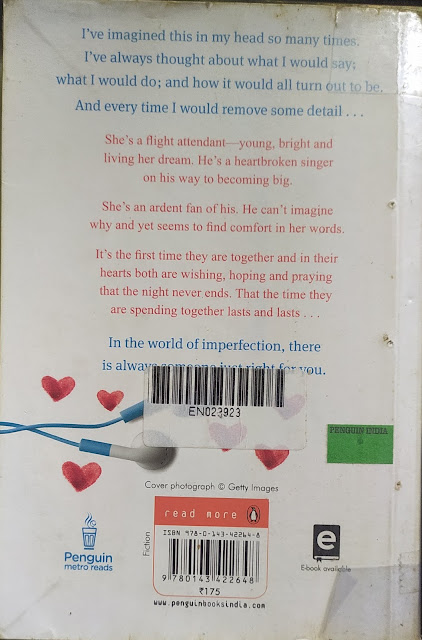 I've imagined this in my head so many times.
I've always thought about what I would say;
what I would do; and how it would all turn out to be.
And every time I would remove some detail . . .
She's a flight attendant—young, bright and
living her dream. He's a heartbroken singer
on his way to becoming big.
She's an ardent fan of his. He can't imagine
why and yet seems to find comfort in her words.
It's the first time they are together and in their
hearts both are wishing, hoping and praying
that the night never ends. That the time they
are spending together lasts and lasts . . .
In the world of imperfection, there
is always someone just right for you.
EN023923
PENGUIN INDIA
Cover photograph © Getty Images
read more
ISBN 978-0-143-42264-8
Fiction
9 780143 422648
₹175
www.penguinbooksindia.com
Penguin
metro reads
e
E-book available